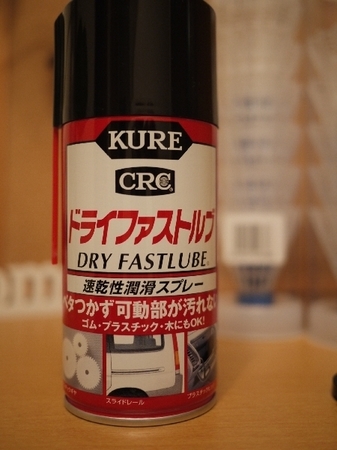 KURE
CRC
ドライファストルブ
DRY FASTLUBE
速乾性潤滑スプレー
ベタつかず可動部が汚れない
ゴム・プラスチック・木にもOK!
スライドレール